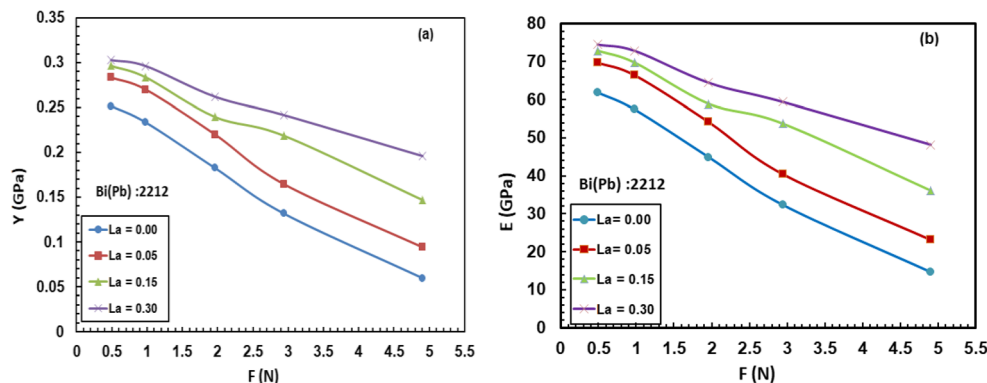 (a)
Y (GPa)
0.35
0.3
0.25
0.2
0.15
0.1
0.05
0
Bi(Pb) :2212
La = 0.00
La = 0.05
La = 0.15
La = 0.30
0 0.5 1 1.5 2 2.5 3 3.5 4 4.5 5 5.5
F (N)
(b)
E (GPa)
80
70
60
50
40
30
20
10
0
Bi(Pb) :2212
La = 0.00
La= 0.05
La = 0.15
La = 0.30
0 0.5 1 1.5 2 2.5 3 3.5 4 4.5 5 5.5
F (N)